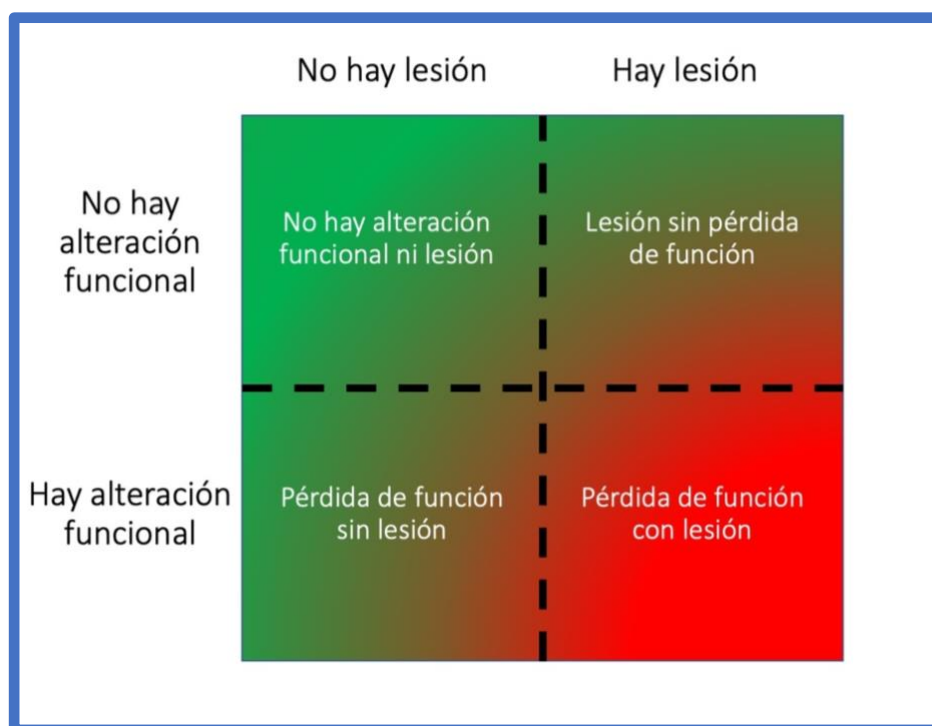 No hay lesión
Hay lesión
No hay
alteración
funcional
No hay alteración
funcional ni lesión
Lesión sin pérdida
de función
Hay alteración
funcional
Pérdida de función
sin lesión
Pérdida de función
con lesión